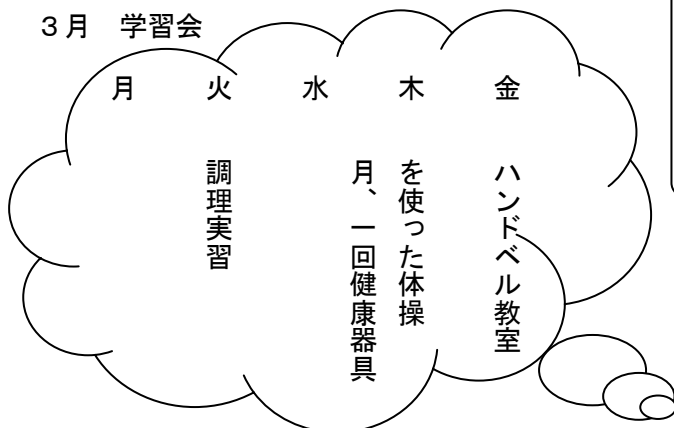 3月　学習会
月　火　水　木　金
調理実習
月、一回健康器具
を使った体操
ハンドベル教室